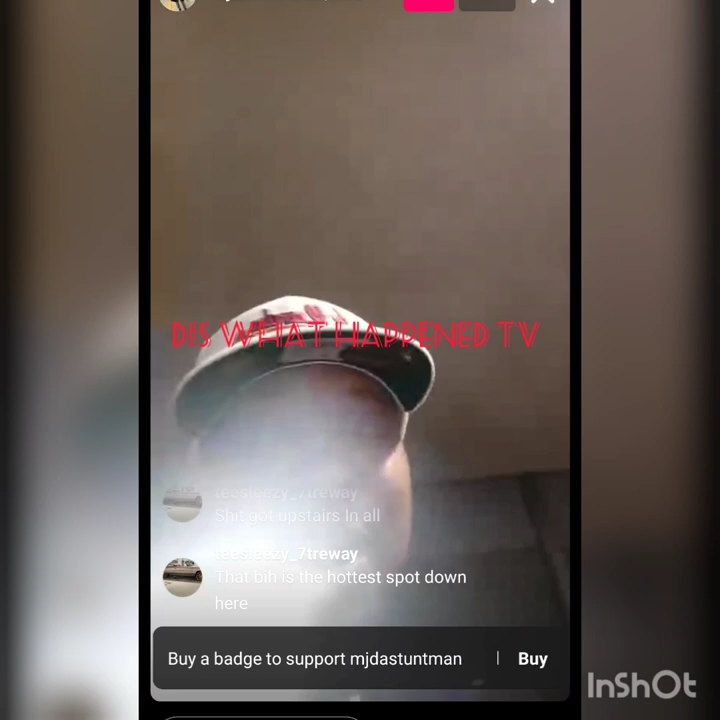 DIS WHAT HAPPENED TV
teesleezy_7treway
Shit got upstairs In all
teesleezy_7treway
That bih is the hottest spot down
here
Buy a badge to support mjdastuntman | Buy
InShOt